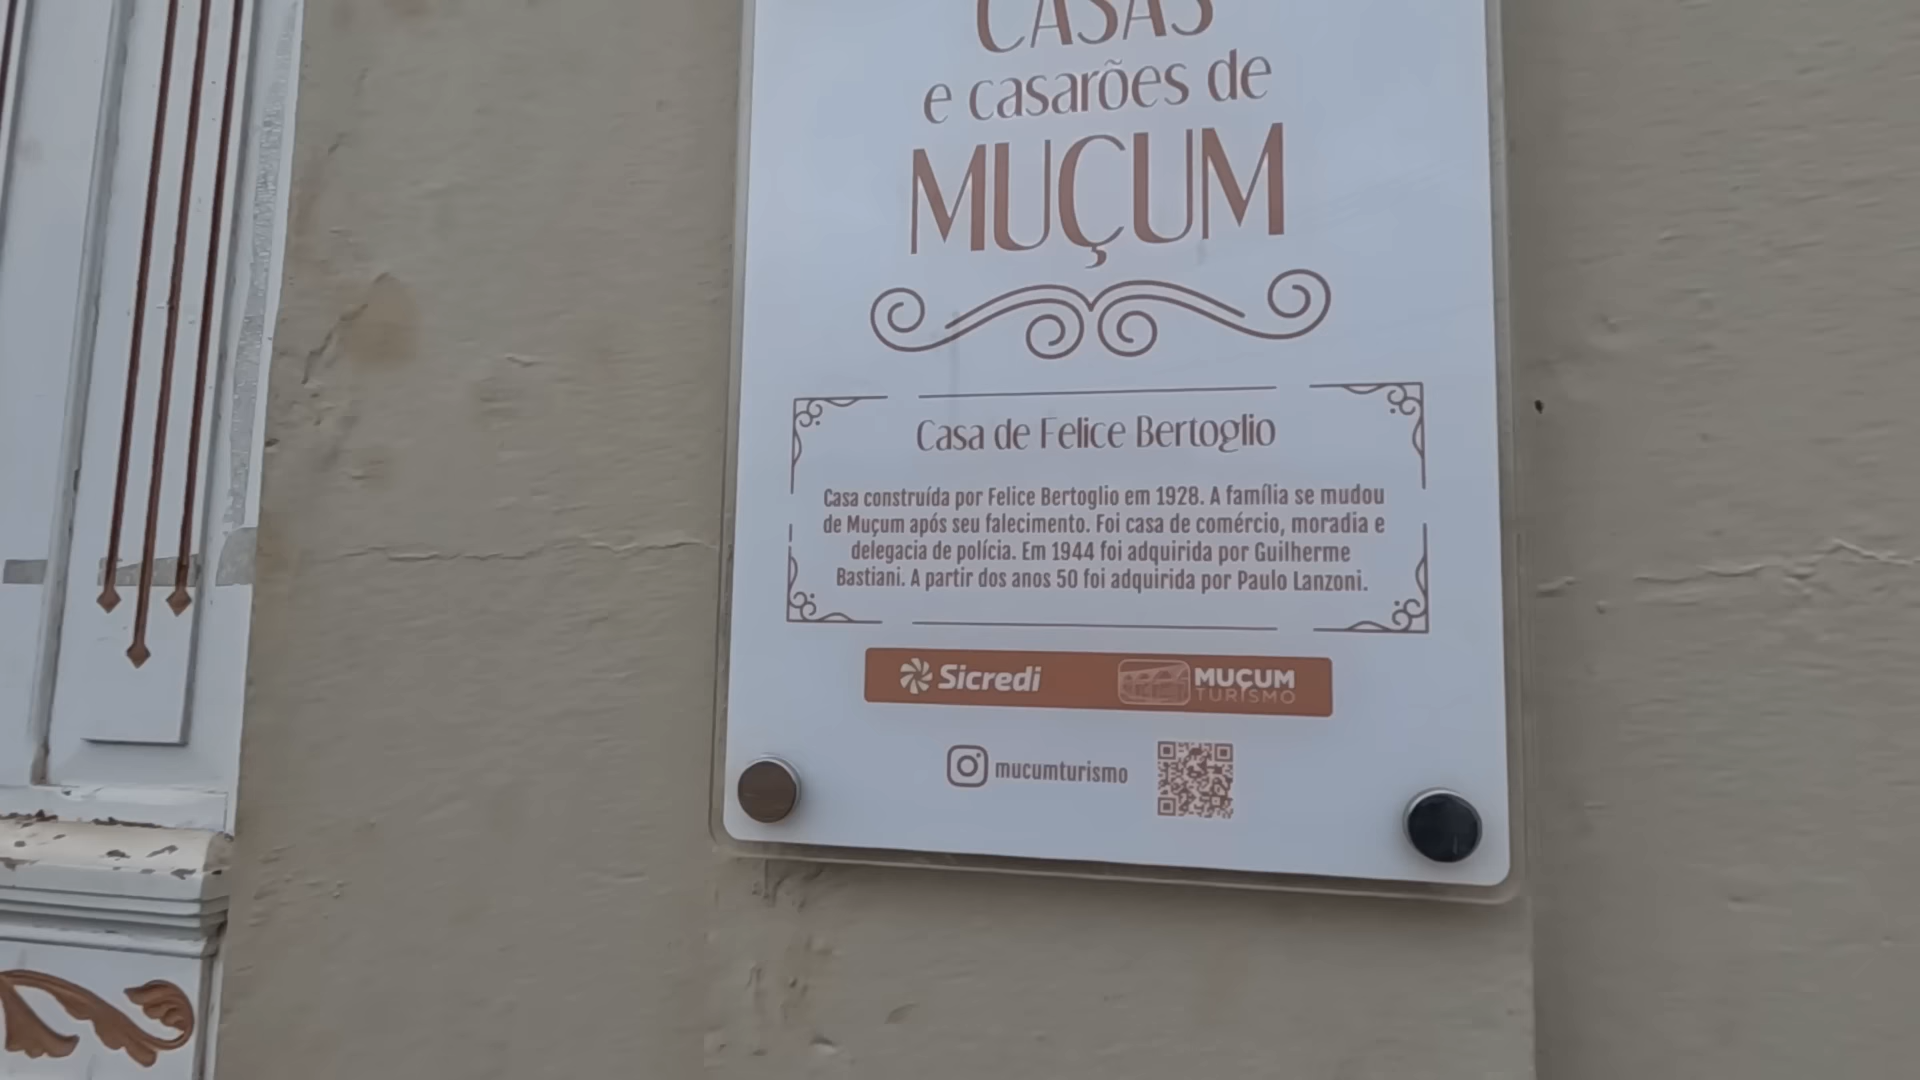 CASAS
e casarões de
MUÇUM
Casa de Felice Bertoglio
Casa construída por Felice Bertoglio em 1928. A família se mudou
de Muçum após seu falecimento. Foi casa de comércio, moradia e
delegacia de polícia. Em 1944 foi adquirida por Guilherme
Bastiani. A partir dos anos 50 foi adquirida por Paulo Lanzoni.
Sicredi
MUÇUM
TURISMO
mucumturismo